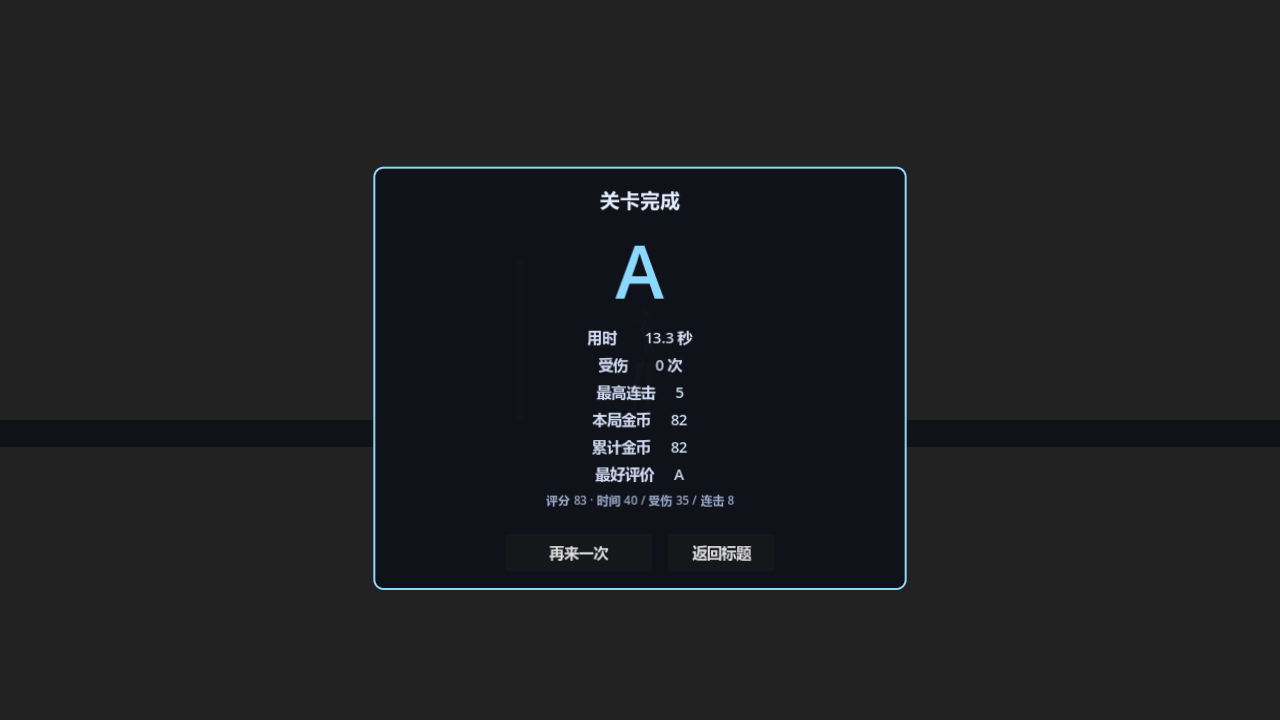 关卡完成
A
用时 13.3 秒
受伤 0 次
最高连击 5
本局金币 82
累计金币 82
最好评价 A
评分 83 · 时间 40 / 受伤 35 / 连击 8
再来一次 返回标题